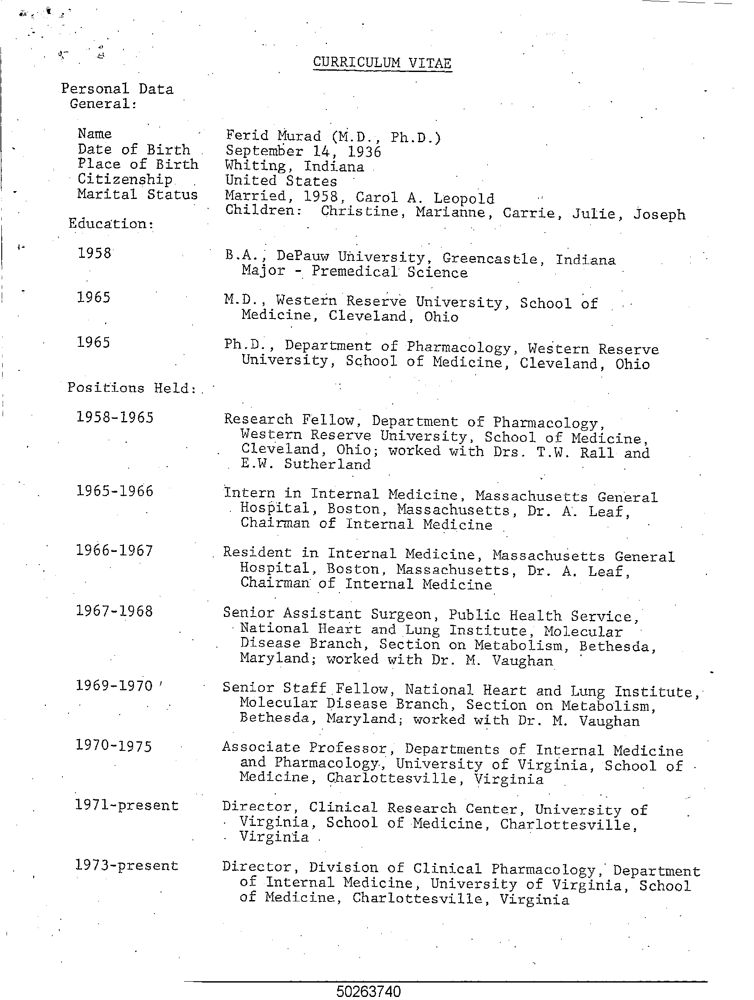 CURRICULUM VITAE
Personal Data
General:
Name Ferid Murad (M.D., Ph.D.)
Date of Birth September 14, 1936
Place of Birth Whiting, Indiana
Citizenship United States
Marital Status Married, 1958, Carol A. Leopold
Children: Christine, Marianne, Carrie, Julie, Joseph
Education:
1958 B.A., DePauw University, Greencastle, Indiana
Major - Premedical Science
1965 M.D., Western Reserve University, School of
Medicine, Cleveland, Ohio
1965 Ph.D., Department of Pharmacology, Western Reserve
University, School of Medicine, Cleveland, Ohio
Positions Held:
1958-1965 Research Fellow, Department of Pharmacology,
Western Reserve University, School of Medicine,
Cleveland, Ohio; worked with Drs. T.W. Rall and
E.W. Sutherland
1965-1966 Intern in Internal Medicine, Massachusetts General
Hospital, Boston, Massachusetts, Dr. A. Leaf,
Chairman of Internal Medicine
1966-1967 Resident in Internal Medicine, Massachusetts General
Hospital, Boston, Massachusetts, Dr. A. Leaf,
Chairman of Internal Medicine
1967-1968 Senior Assistant Surgeon, Public Health Service,
National Heart and Lung Institute, Molecular
Disease Branch, Section on Metabolism, Bethesda,
Maryland; worked with Dr. M. Vaughan
1969-1970 Senior Staff Fellow, National Heart and Lung Institute,
Molecular Disease Branch, Section on Metabolism,
Bethesda, Maryland; worked with Dr. M. Vaughan
1970-1975 Associate Professor, Departments of Internal Medicine
and Pharmacology, University of Virginia, School of
Medicine, Charlottesville, Virginia
1971-present Director, Clinical Research Center, University of
Virginia, School of Medicine, Charlottesville,
Virginia
1973-present Director, Division of Clinical Pharmacology, Department
of Internal Medicine, University of Virginia, School
of Medicine, Charlottesville, Virginia
50263740